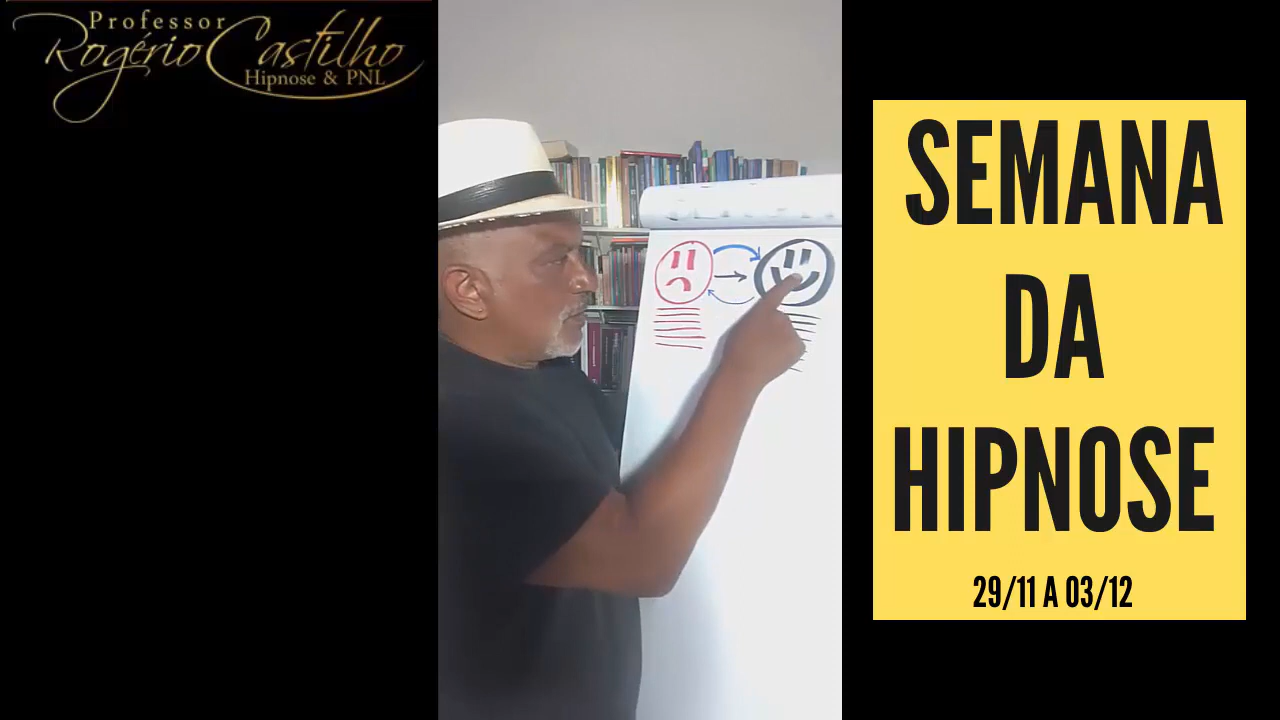 Professor
Rogério Castilho
Hipnose & PNL
SEMANA
DA
HIPNOSE
29/11 A 03/12